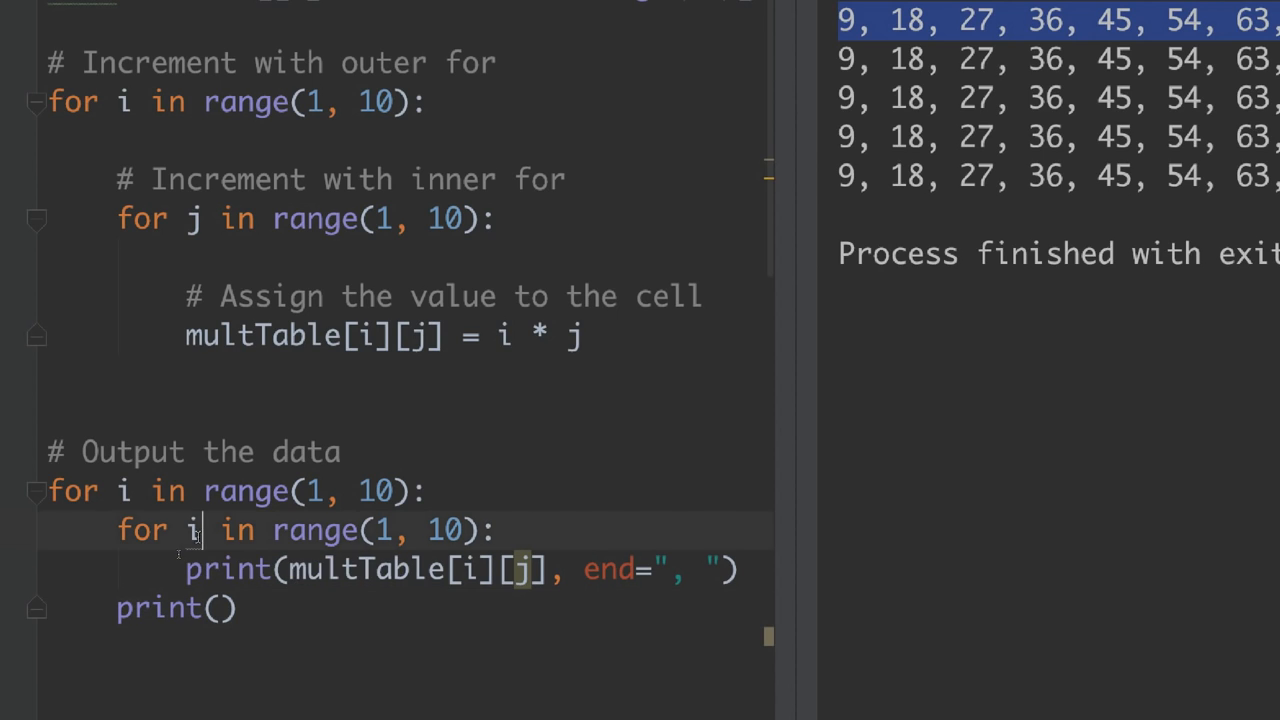 # Increment with outer for
for i in range(1, 10):
# Increment with inner for
for j in range(1, 10):
# Assign the value to the cell
multTable[i][j] = i * j
# Output the data
for i in range(1, 10):
for i in range(1, 10):
print(multTable[i][j], end=", ")
print()
9, 18, 27, 36, 45, 54, 63,
9, 18, 27, 36, 45, 54, 63,
9, 18, 27, 36, 45, 54, 63,
9, 18, 27, 36, 45, 54, 63,
9, 18, 27, 36, 45, 54, 63,
Process finished with exit